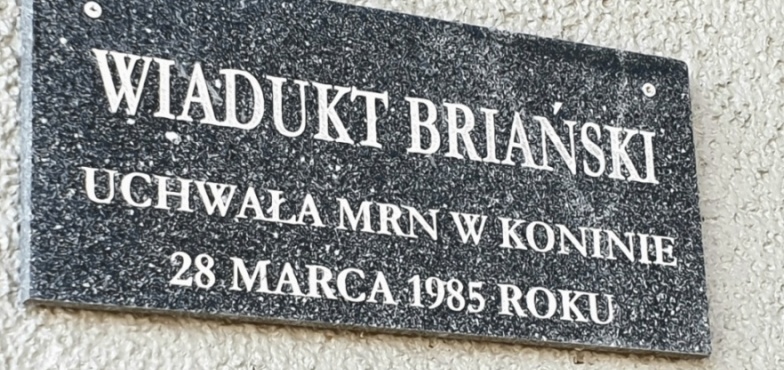 WIADUKT BRIAŃSKI
UCHWAŁA MRN W KONINIE
28 MARCA 1985 ROKU